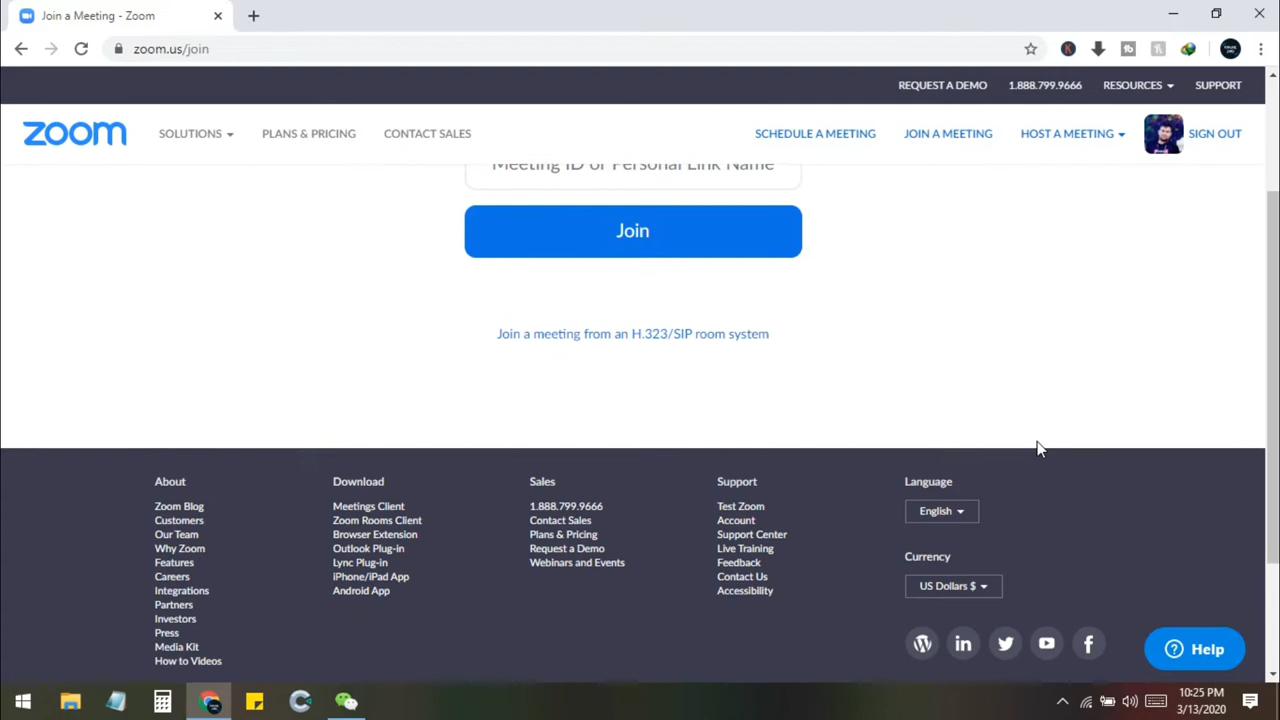 Join a Meeting - Zoom
zoom.us/join
REQUEST A DEMO 1.888.799.9666 RESOURCES SUPPORT
zoom SOLUTIONS PLANS & PRICING CONTACT SALES SCHEDULE A MEETING JOIN A MEETING HOST A MEETING SIGN OUT
Meeting ID or Personal Link Name
Join
Join a meeting from an H.323/SIP room system
About
Zoom Blog
Customers
Our Team
Why Zoom
Features
Careers
Integrations
Partners
Investors
Press
Media Kit
How to Videos
Download
Meetings Client
Zoom Rooms Client
Browser Extension
Outlook Plug-in
Lync Plug-in
iPhone/iPad App
Android App
Sales
1.888.799.9666
Contact Sales
Plans & Pricing
Request a Demo
Webinars and Events
Support
Test Zoom
Account
Support Center
Live Training
Feedback
Contact Us
Accessibility
Language
English
Currency
US Dollars $
Help
10:25 PM
3/13/2020